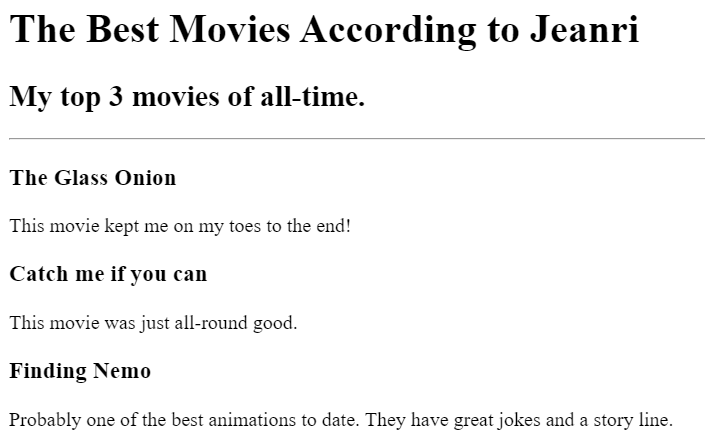 The Best Movies According to Jeanri
My top 3 movies of all-time.
The Glass Onion
This movie kept me on my toes to the end!
Catch me if you can
This movie was just all-round good.
Finding Nemo
Probably one of the best animations to date. They have great jokes and a story line.